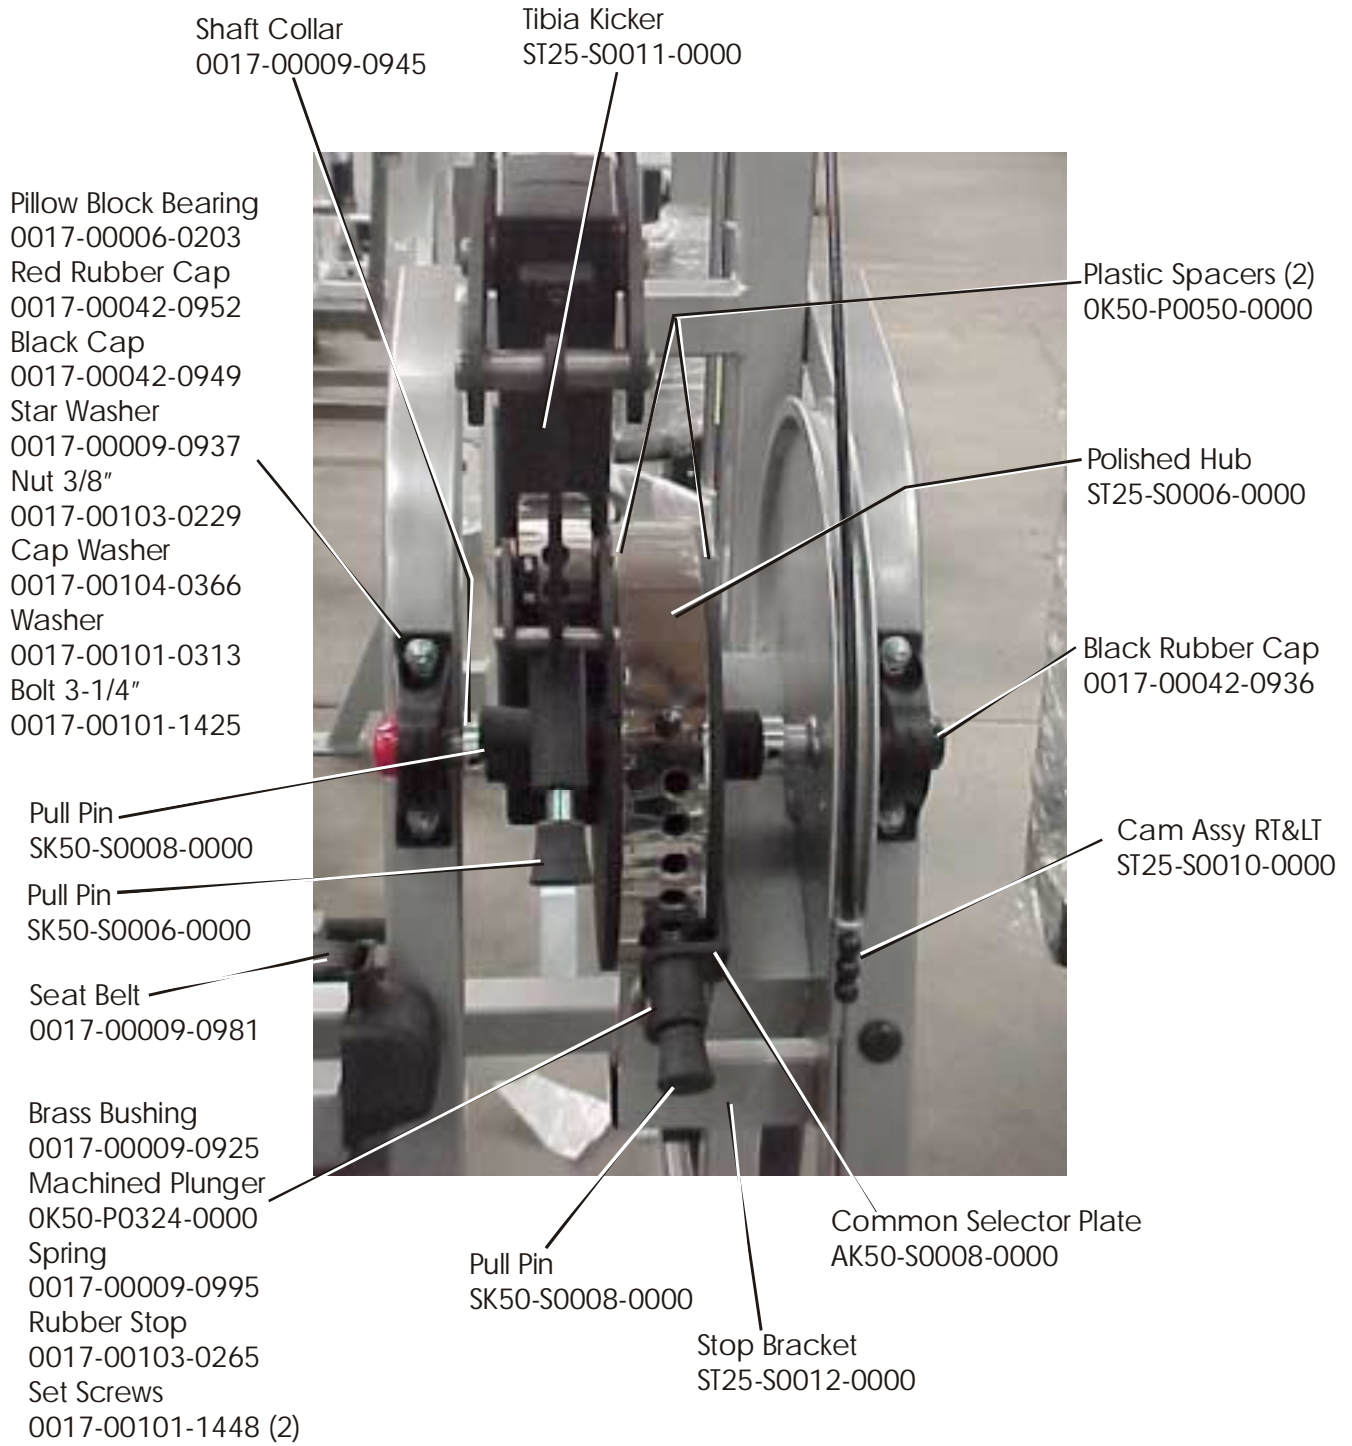 Shaft Collar
0017-00009-0945
Tibia Kicker
ST25-S0011-0000
Pillow Block Bearing
0017-00006-0203
Red Rubber Cap
0017-00042-0952
Black Cap
0017-00042-0949
Star Washer
0017-00009-0937
Nut 3/8"
0017-00103-0229
Cap Washer
0017-00104-0366
Washer
0017-00101-0313
Bolt 3-1/4"
0017-00101-1425
Pull Pin
SK50-S0008-0000
Pull Pin
SK50-S0006-0000
Seat Belt
0017-00009-0981
Brass Bushing
0017-00009-0925
Machined Plunger
0K50-P0324-0000
Spring
0017-00009-0995
Rubber Stop
0017-00103-0265
Set Screws
0017-00101-1448 (2)
Pull Pin
SK50-S0008-0000
Stop Bracket
ST25-S0012-0000
Common Selector Plate
AK50-S0008-0000
Plastic Spacers (2)
0K50-P0050-0000
Polished Hub
ST25-S0006-0000
Black Rubber Cap
0017-00042-0936
Cam Assy RT&LT
ST25-S0010-0000